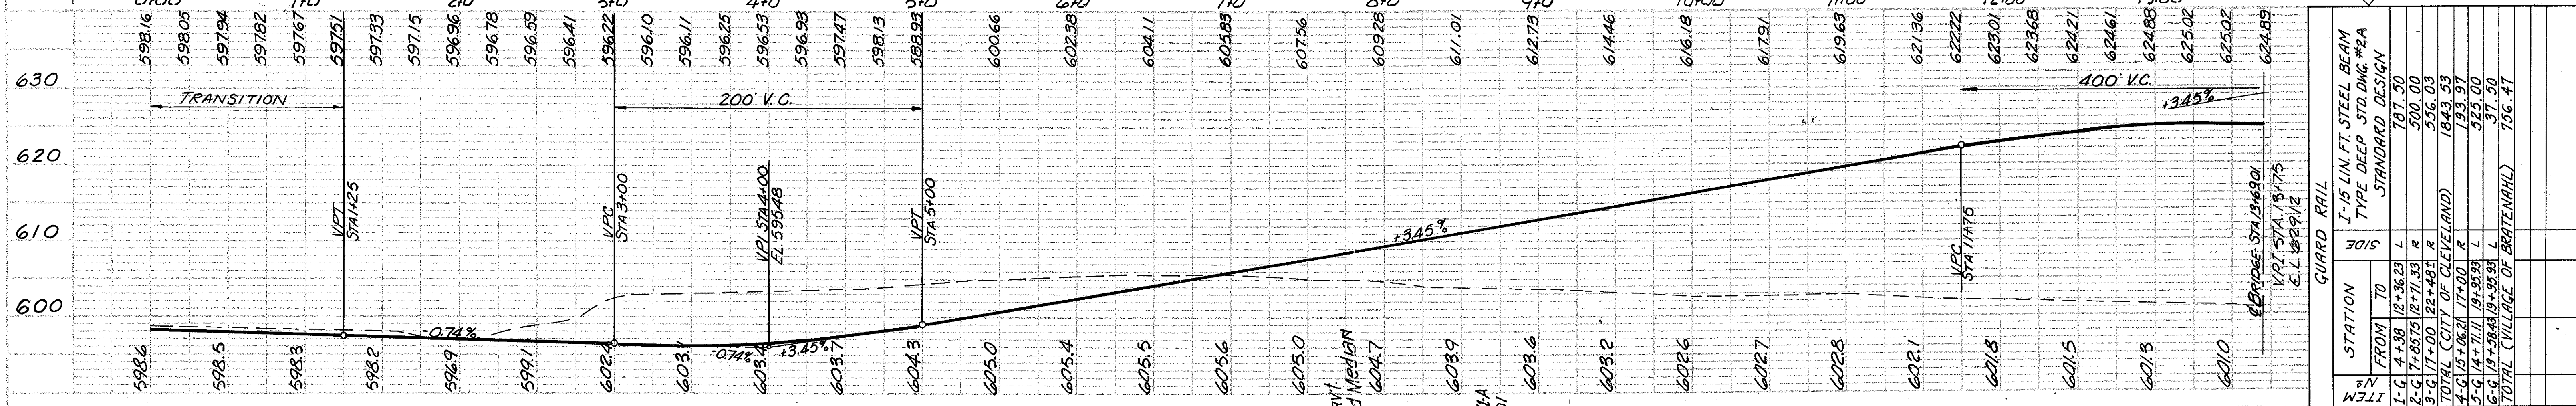 598.16 598.05 597.94 597.82 597.67 597.51 597.33 597.15 596.96 596.78 596.59 596.41 596.22 596.10 596.11 596.25 596.53 596.93 597.47 598.13 588.93 600.66 602.38 604.11 605.83 607.56 609.28 611.01 612.73 614.46 616.18 617.91 619.63 621.36 622.22 623.01 623.68 624.21 624.61 624.88 625.02 625.02 624.89
630
620
610
600
TRANSITION
200' V.C.
400' V.C.
+3.45%
VPT
STA 1+25
VPC
STA 3+00
VPI STA 4+00
EL. 595.48
VPT
STA 5+00
+3.45%
VPC
STA 11+75
BRIDGE-STA 13+69.01
V.P.I. STA. 13+75
E.L. 629.12
-0.74%
-0.74%
+3.45%
598.6 598.5 598.3 598.2 596.9 599.1 602.4 603.1 603.4 603.7 604.3 605.0 605.4 605.5 605.6 605.0 604.7 603.9 603.6 603.2 602.6 602.7 602.8 602.1 601.8 601.5 601.3 601.0
Median
GUARD RAIL
ITEM No
STATION
FROM TO
SIDE
I-15 LIN. FT. STEEL BEAM
TYPE DEEP STD. DWG. #2A
STANDARD DESIGN
1-G 4+38 12+36.23 L 787.50
2-G 7+85.75 12+71.33 R 500.00
3-G 17+00 22+48± R 556.03
TOTAL (CITY OF CLEVELAND) 1843.53
4-G 15+06.21 17+00 R 193.97
5-G 14+71.11 19+95.93 L 525.00
6-G 19+58.43 19+95.93 L 37.50
TOTAL (VILLAGE OF BRATENAHL) 756.47